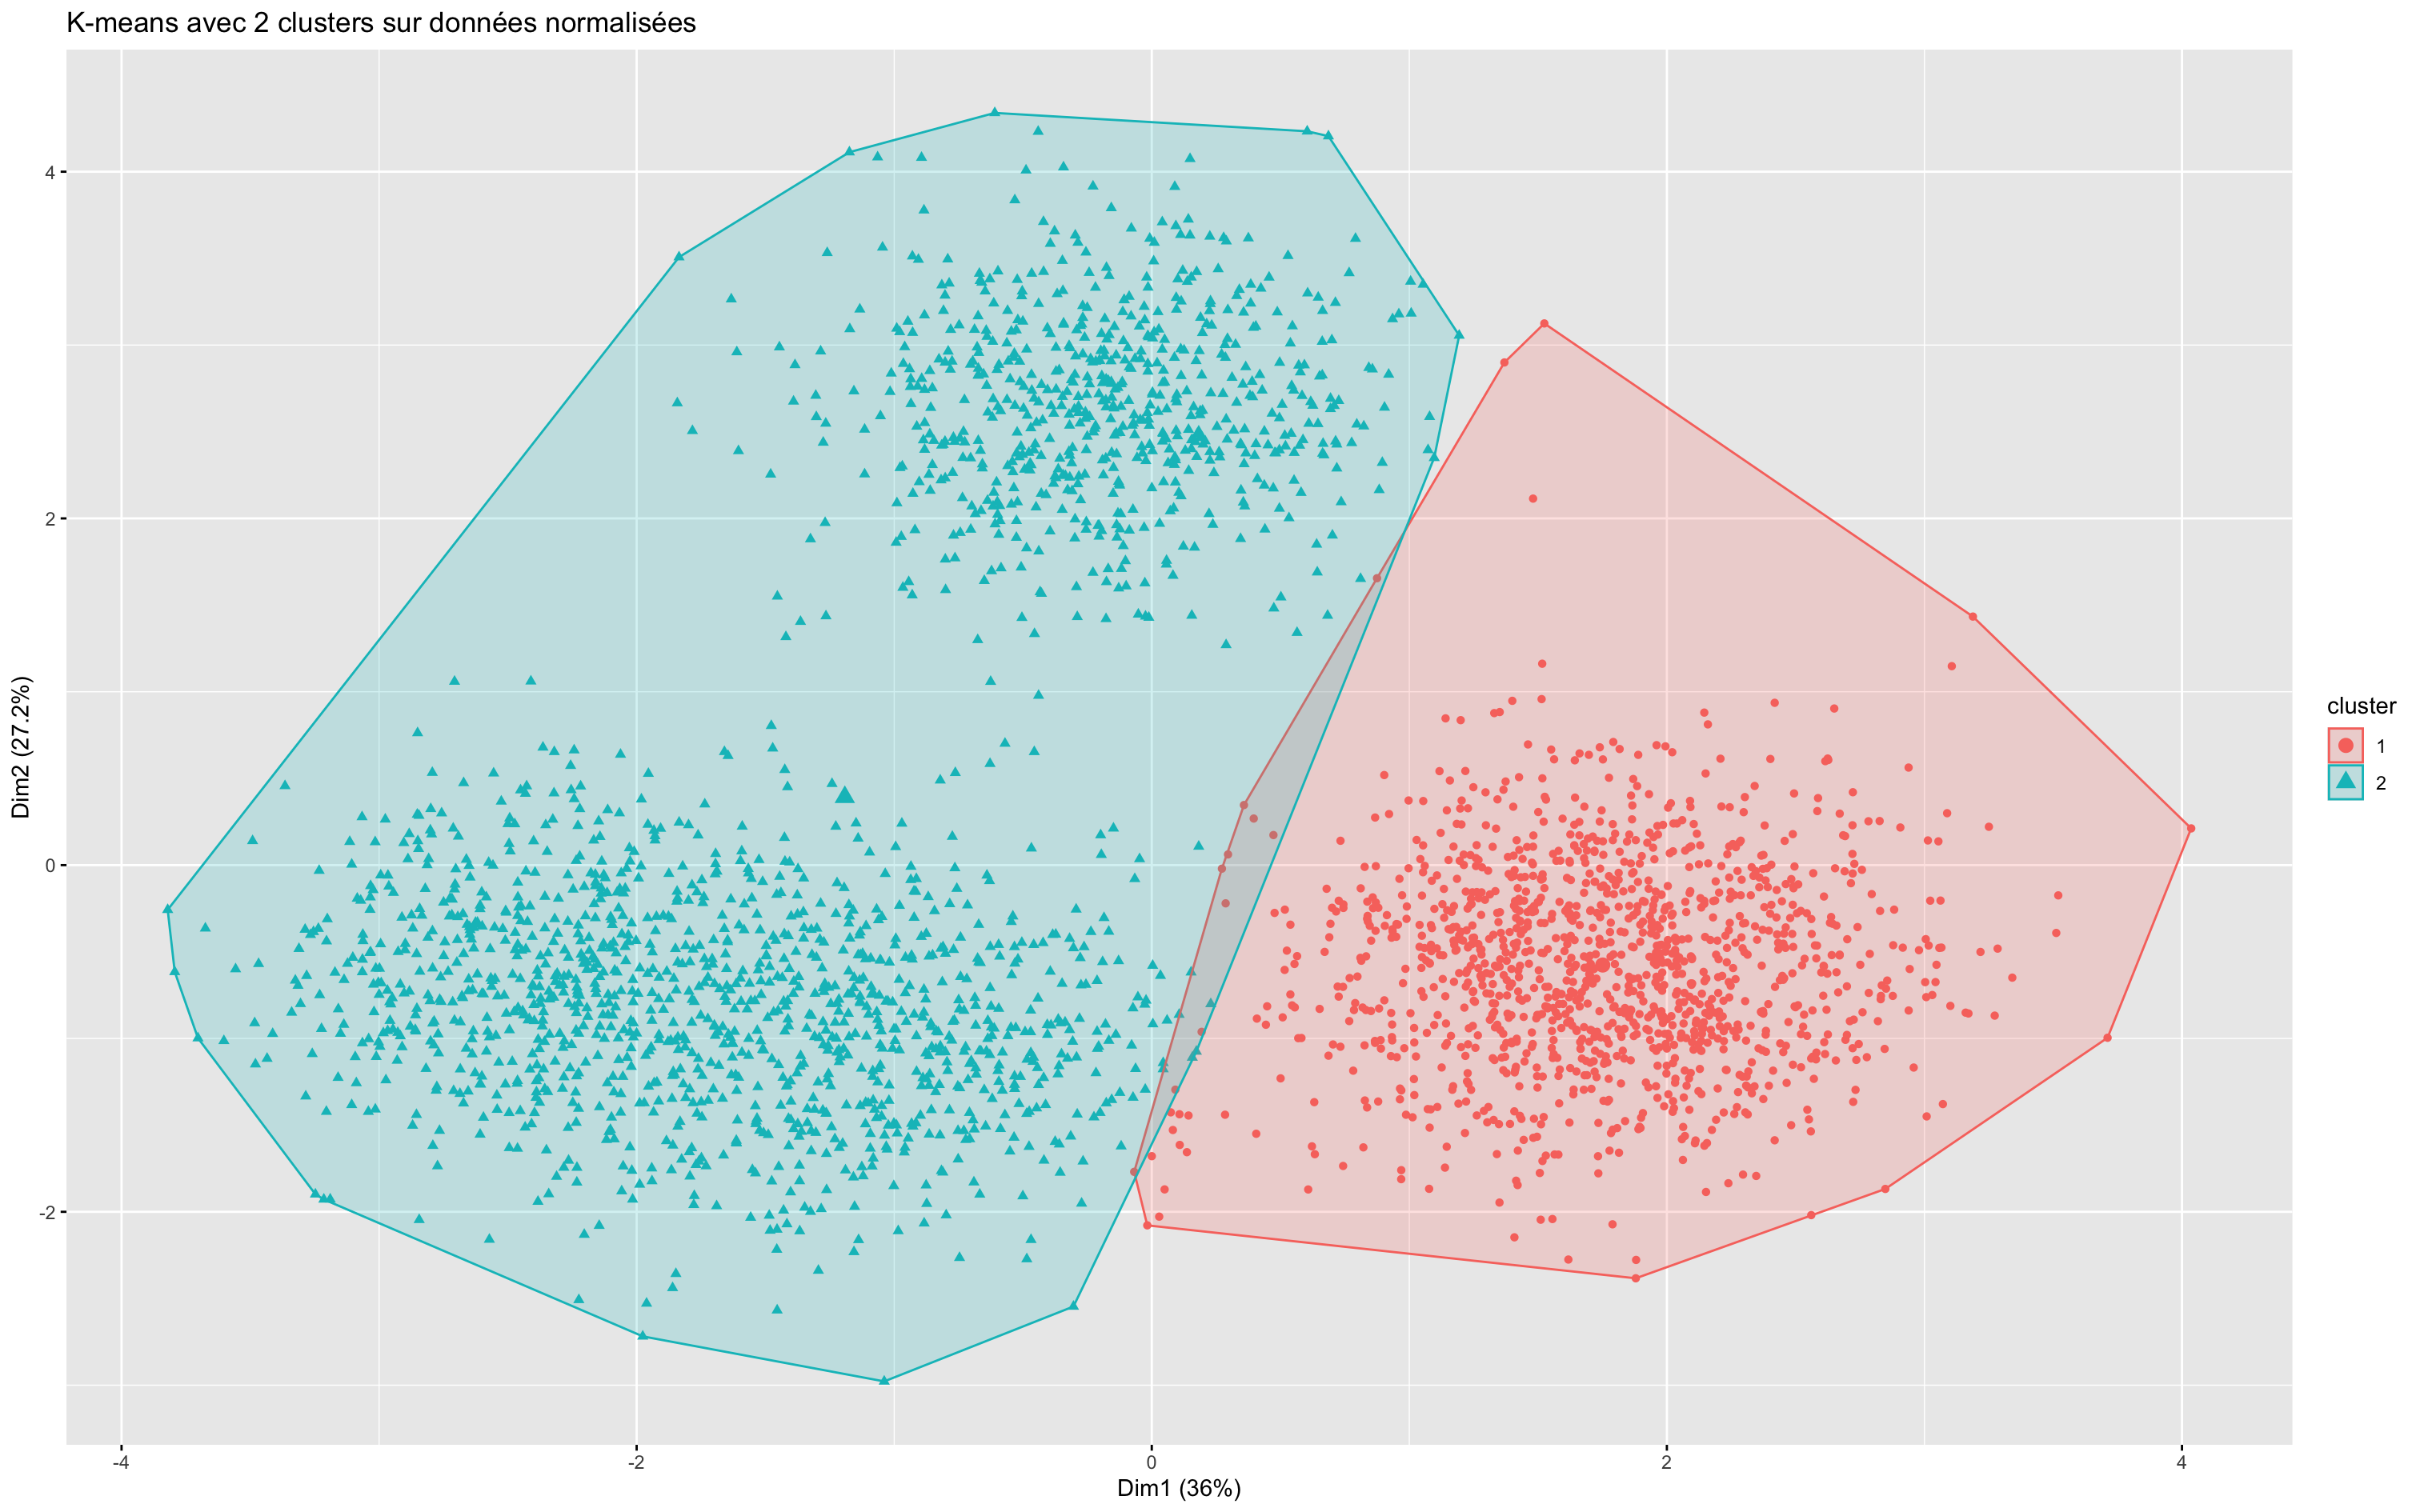 K-means avec 2 clusters sur données normalisées
4
2
0
-2
Dim2 (27.2%)
-4
-2
0
2
4
Dim1 (36%)
cluster
1
2